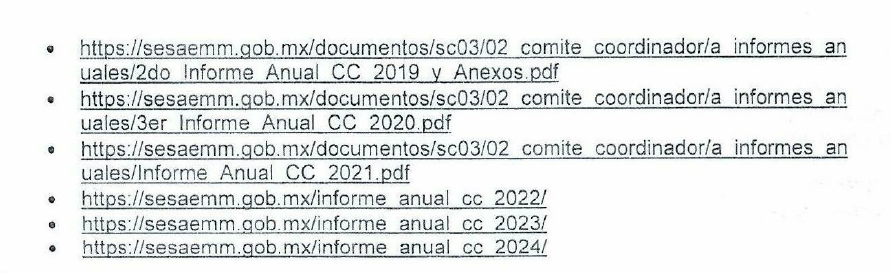 • https://sesaemm.gob.mx/documentos/sc03/02_comite_coordinador/a_informes_an
uales/2do_Informe_Anual_CC_2019_y_Anexos.pdf
• https://sesaemm.gob.mx/documentos/sc03/02_comite_coordinador/a_informes_an
uales/3er_Informe_Anual_CC_2020.pdf
• https://sesaemm.gob.mx/documentos/sc03/02_comite_coordinador/a_informes_an
uales/Informe_Anual_CC_2021.pdf
• https://sesaemm.gob.mx/informe_anual_cc_2022/
• https://sesaemm.gob.mx/informe_anual_cc_2023/
• https://sesaemm.gob.mx/informe_anual_cc_2024/